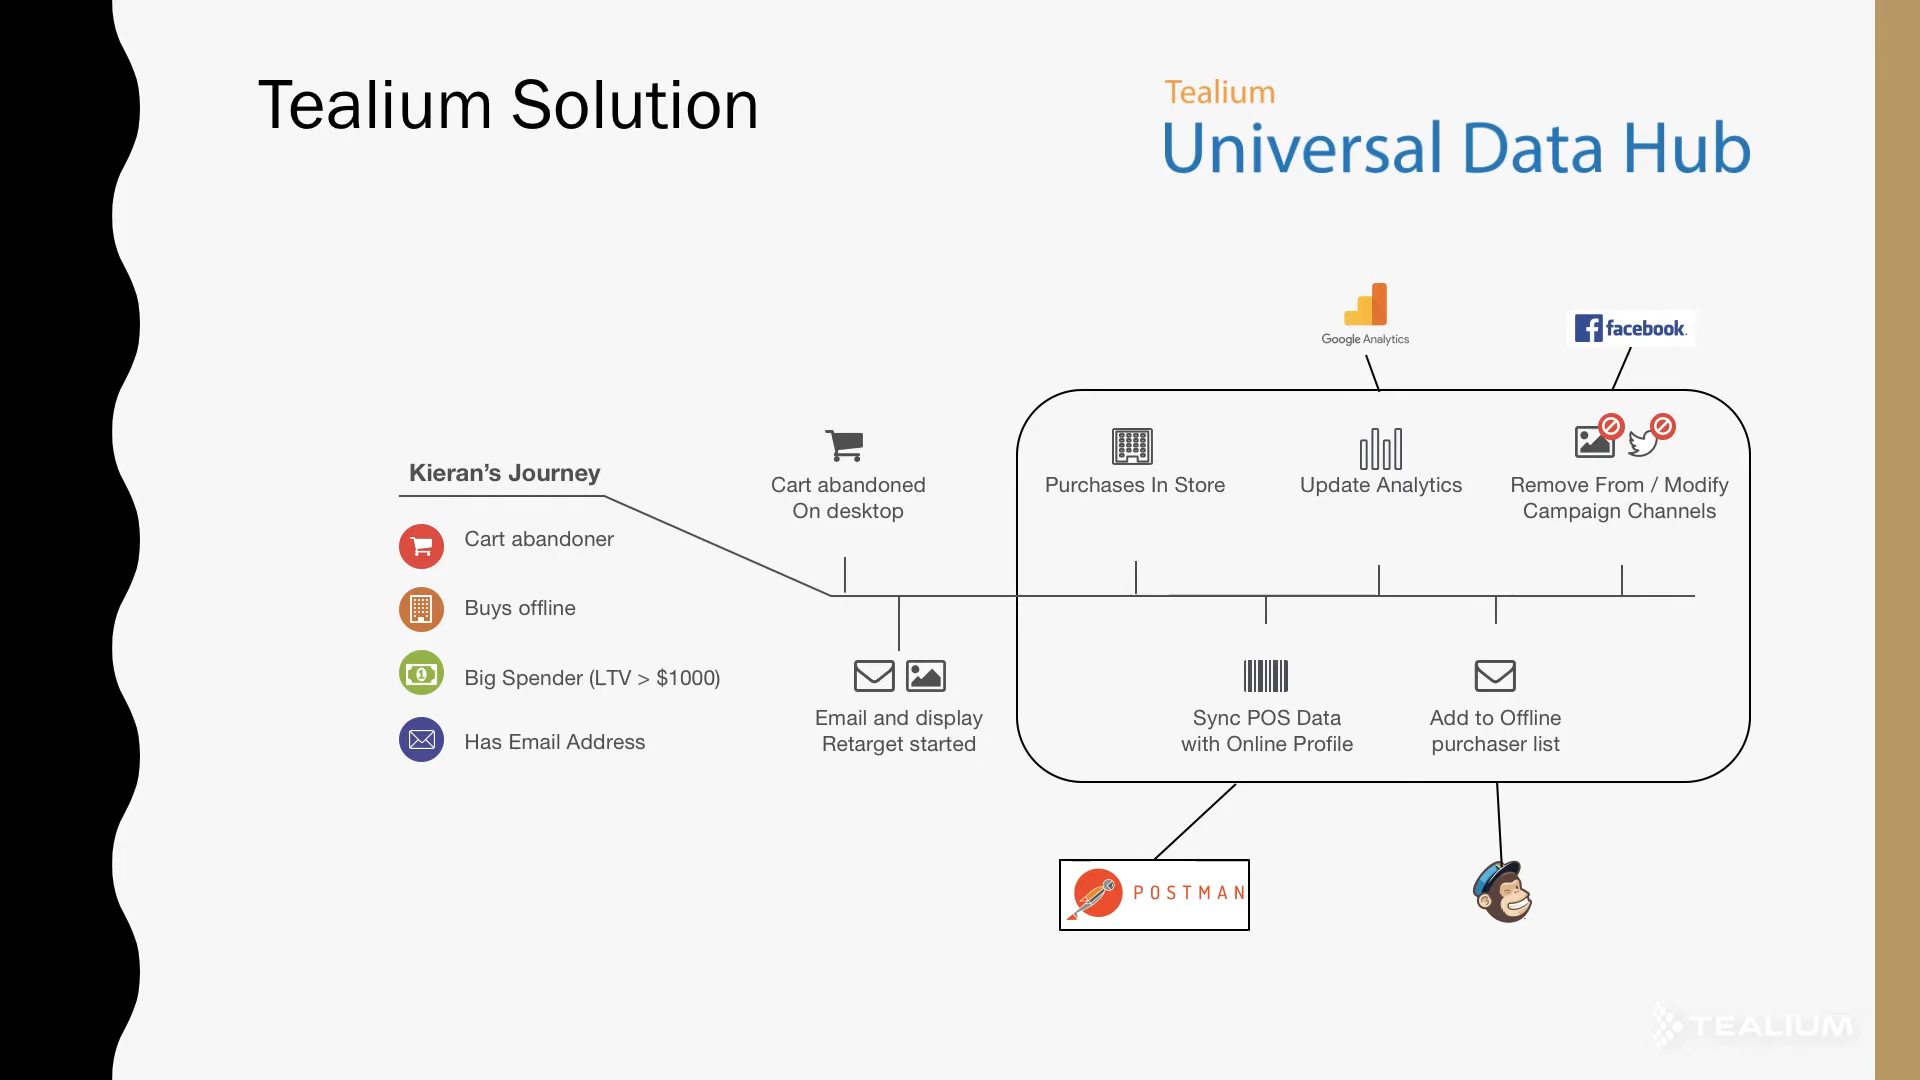 Tealium Solution
Tealium
Universal Data Hub
Google Analytics
facebook.
Kieran’s Journey
Cart abandoner
Buys offline
Big Spender (LTV > $1000)
Has Email Address
Cart abandoned
On desktop
Email and display
Retarget started
Purchases In Store
Sync POS Data
with Online Profile
Update Analytics
Add to Offline
purchaser list
Remove From / Modify
Campaign Channels
POSTMAN
TEALIUM